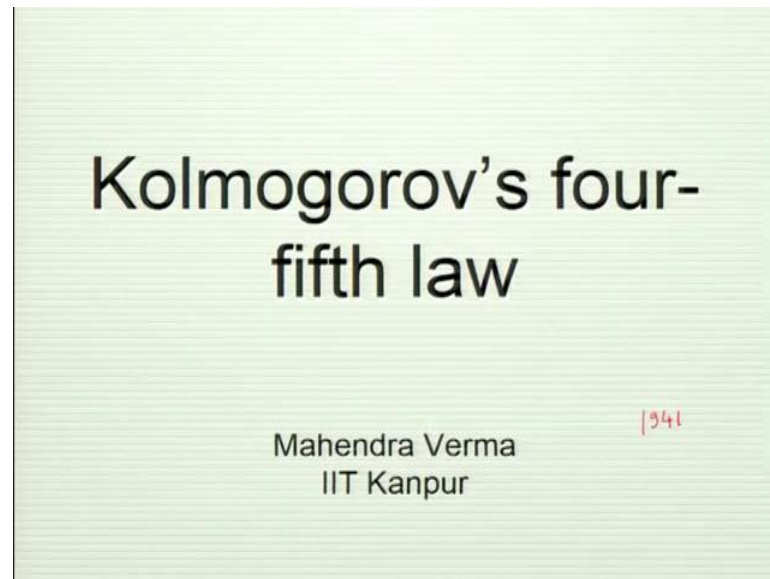 Kolmogorov's four-
fifth law
1941
Mahendra Verma
IIT Kanpur